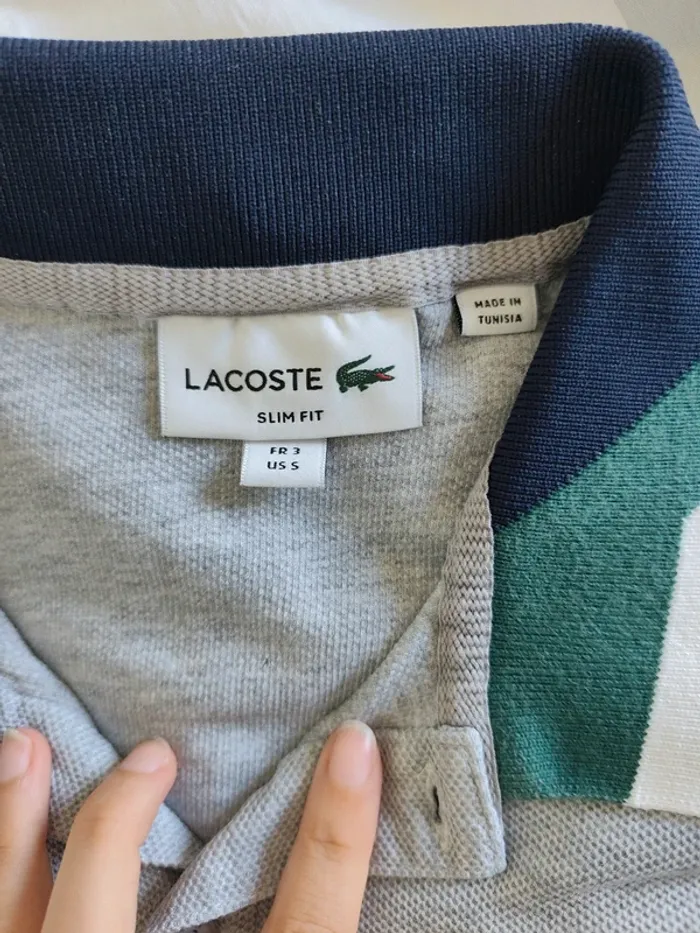 MADE IN
TUNISIA
LACOSTE
SLIM FIT
FR 3
US S